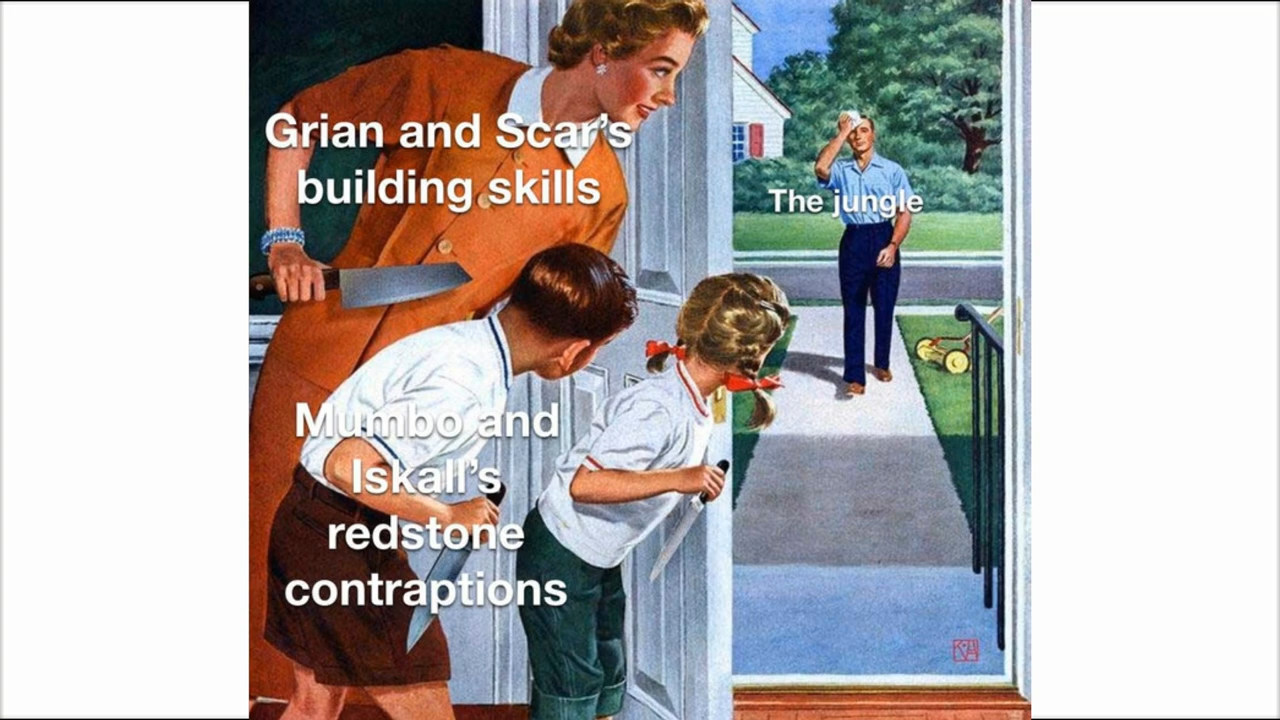 Grian and Scar's
building skills
The jungle
Mumbo and
Iskall's
redstone
contraptions